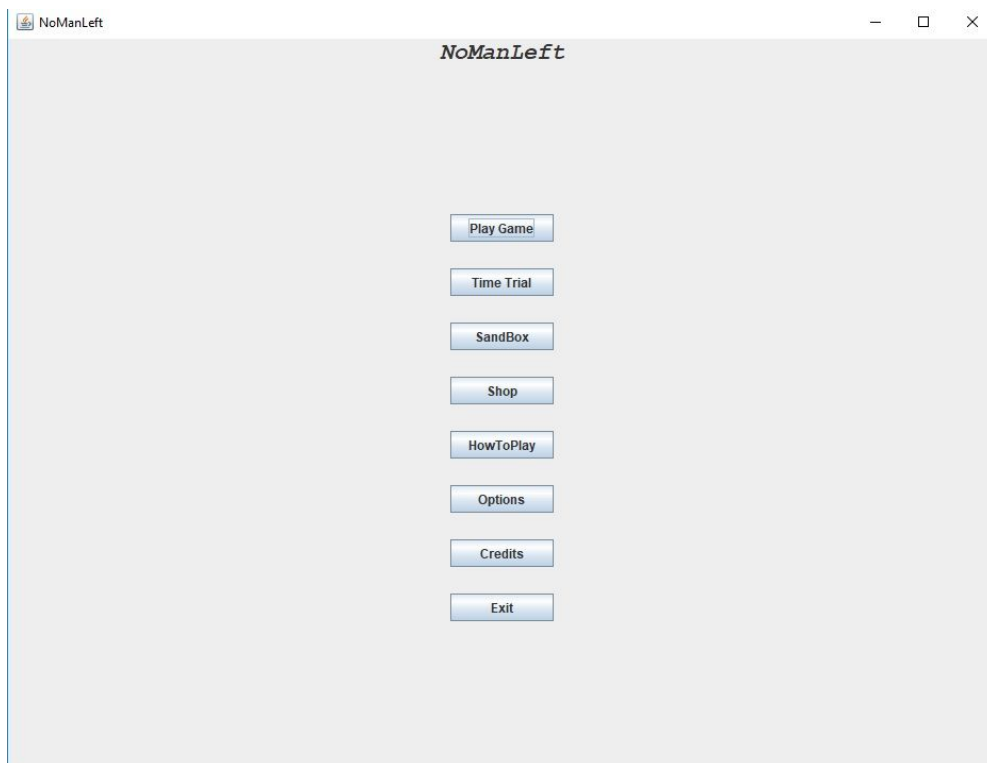 NoManLeft
NoManLeft
Play Game
Time Trial
SandBox
Shop
HowToPlay
Options
Credits
Exit